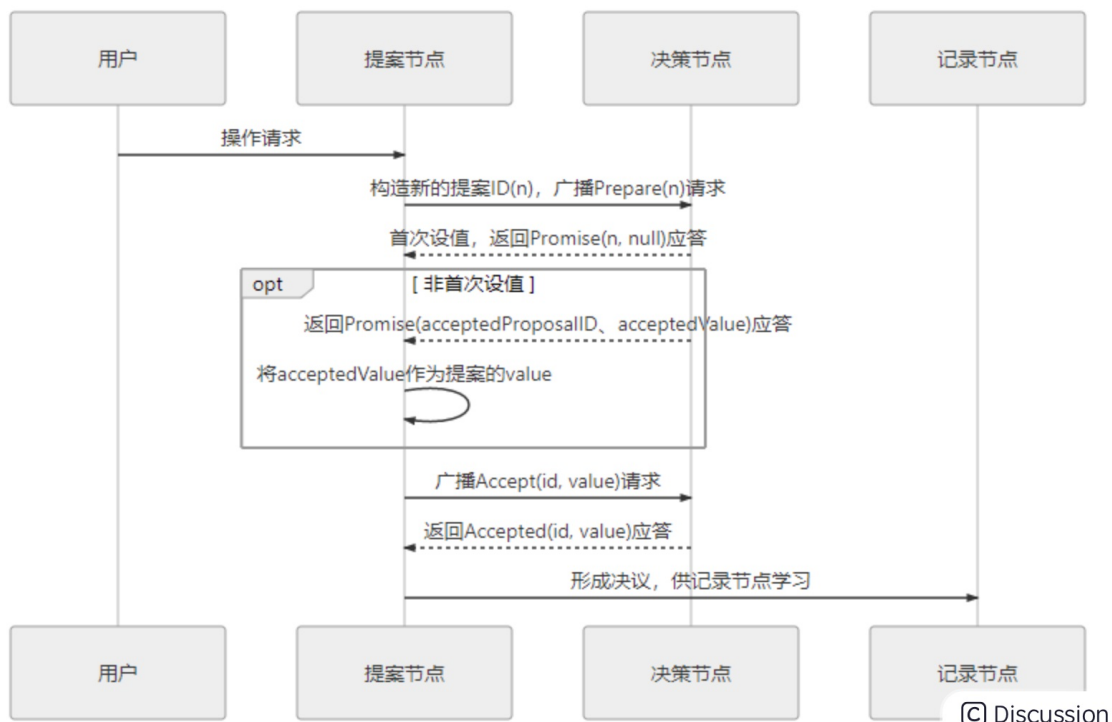 用户
提案节点
决策节点
记录节点
操作请求
构造新的提案ID(n)，广播Prepare(n)请求
首次设值，返回Promise(n, null)应答
opt
[ 非首次设值 ]
返回Promise(acceptedProposalID、acceptedValue)应答
将acceptedValue作为提案的value
广播Accept(id, value)请求
返回Accepted(id, value)应答
形成决议，供记录节点学习
用户
提案节点
决策节点
记录节点
C Discussion